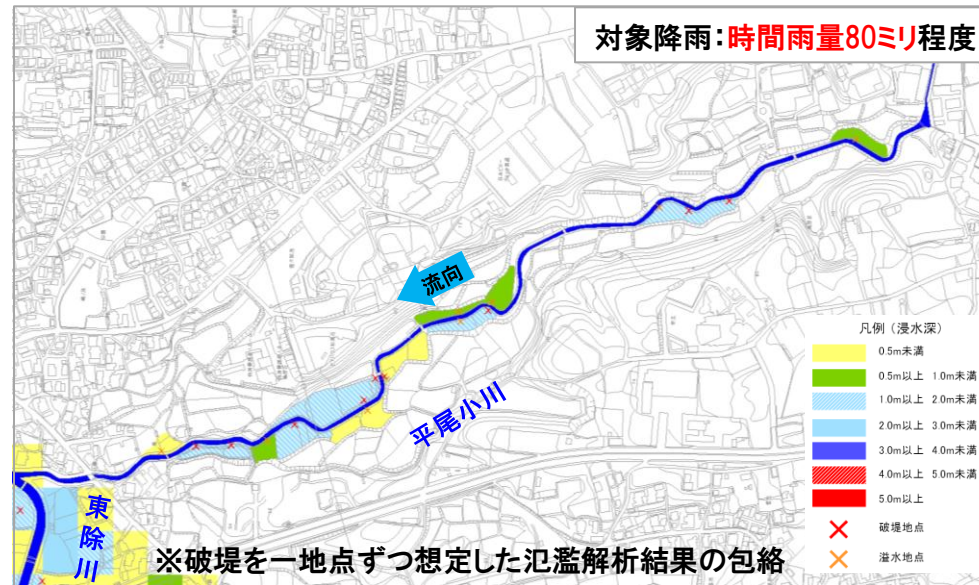 対象降雨：時間雨量80ミリ程度
流向
平尾小川
東除川
凡例（浸水深）
0.5m未満
0.5m以上 1.0m未満
1.0m以上 2.0m未満
2.0m以上 3.0m未満
3.0m以上 4.0m未満
4.0m以上 5.0m未満
5.0m以上
破堤地点
溢水地点
※破堤を一地点ずつ想定した氾濫解析結果の包絡